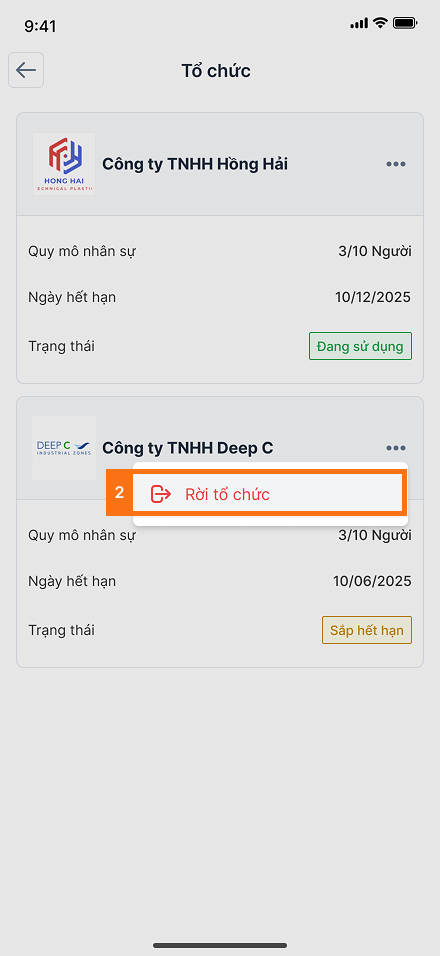 9:41
Tổ chức
HONG HAI
Công ty TNHH Hồng Hải
Quy mô nhân sự
3/10 Người
Ngày hết hạn
10/12/2025
Trạng thái
Đang sử dụng
DEEP C
INDUSTRIAL ZONES
Công ty TNHH Deep C
2
Rời tổ chức
Quy mô nhân sự
3/10 Người
Ngày hết hạn
10/06/2025
Trạng thái
Sắp hết hạn